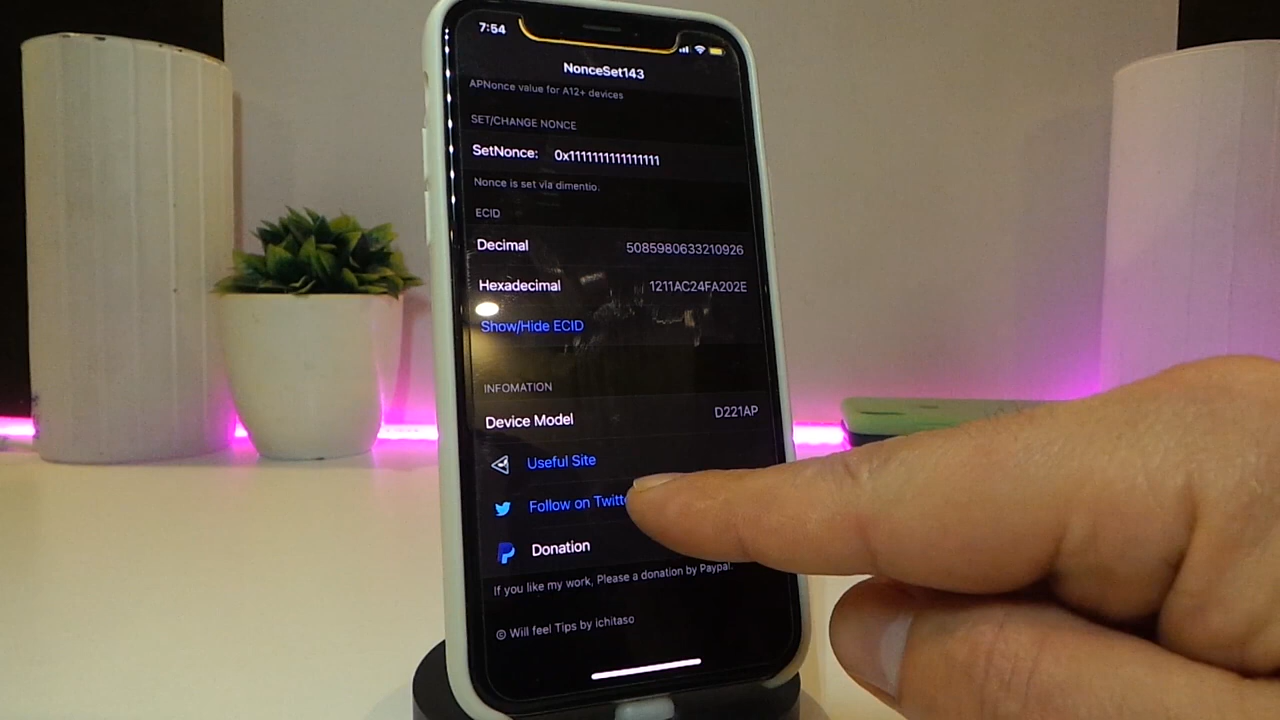 7:54
NonceSet143
APNonce value for A12+ devices
SET/CHANGE NONCE
SetNonce: 0x1111111111111111
Nonce is set via dimentio.
ECID
Decimal 5085980633210926
Hexadecimal 1211AC24FA202E
Show/Hide ECID
INFOMATION
Device Model D221AP
Useful Site
Follow on Twitte
Donation
If you like my work, Please a donation by Paypal.
© Will feel Tips by ichitaso